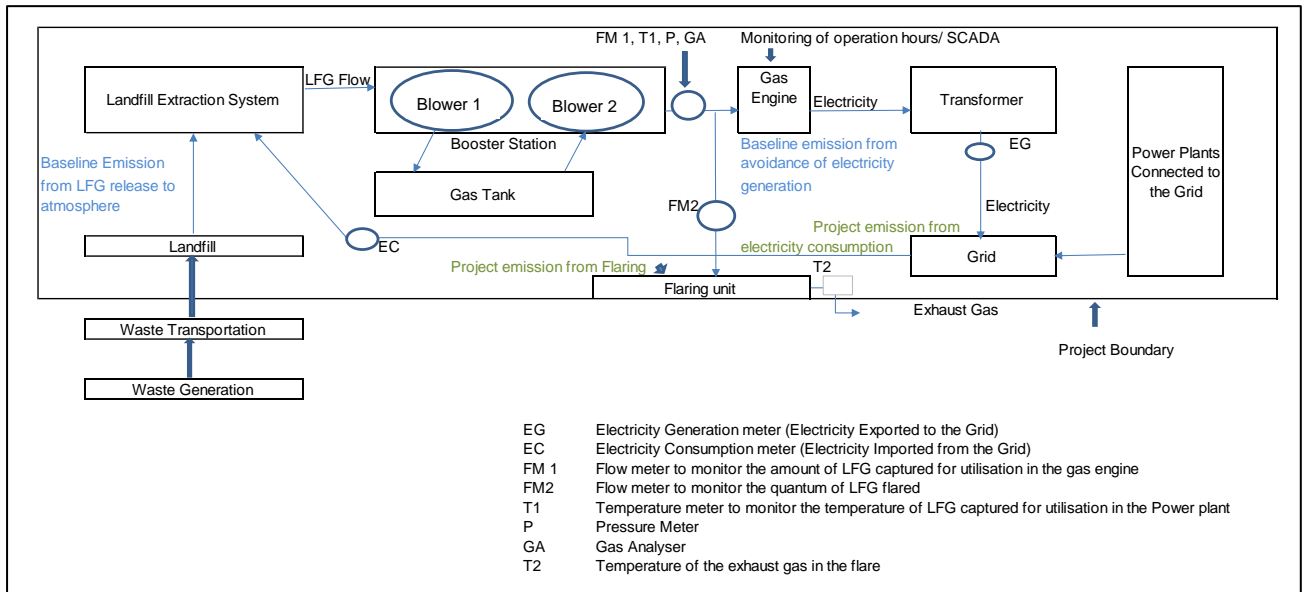 FM 1, T1, P, GA
Monitoring of operation hours/ SCADA
Landfill Extraction System
LFG Flow
Blower 1
Blower 2
Gas
Engine
Electricity
Transformer
Booster Station
Baseline Emission
from LFG release to
atmosphere
Baseline emission from
avoidance of electricity
generation
EG
Power Plants
Connected to
the Grid
Gas Tank
FM2
Electricity
Landfill
EC
Project emission from
electricity consumption
Grid
Project emission from Flaring
T2
Flaring unit
Exhaust Gas
Waste Transportation
Project Boundary
Waste Generation
EG Electricity Generation meter (Electricity Exported to the Grid)
EC Electricity Consumption meter (Electricity Imported from the Grid)
FM 1 Flow meter to monitor the amount of LFG captured for utilisation in the gas engine
FM2 Flow meter to monitor the quantum of LFG flared
T1 Temperature meter to monitor the temperature of LFG captured for utilisation in the Power plant
P Pressure Meter
GA Gas Analyser
T2 Temperature of the exhaust gas in the flare